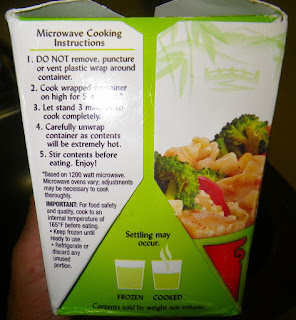 Microwave Cooking
Instructions
1. DO NOT remove, puncture
or vent plastic wrap around
container.
2. Cook wrapped container
on high for 5
3. Let stand 3 minutes to
cook completely.
4. Carefully unwrap
container as contents
will be extremely hot.
5. Stir contents before
eating. Enjoy!
*Based on 1200 watt microwave.
Microwave ovens vary; adjustments
may be necessary to cook
thoroughly.
IMPORTANT: For food safety
and quality, cook to an
internal temperature of
165°F before eating.
• Keep frozen until
ready to use.
• Refrigerate or
discard any
unused
portion.
Settling may
occur.
FROZEN COOKED
Contents sold by weight not volume.